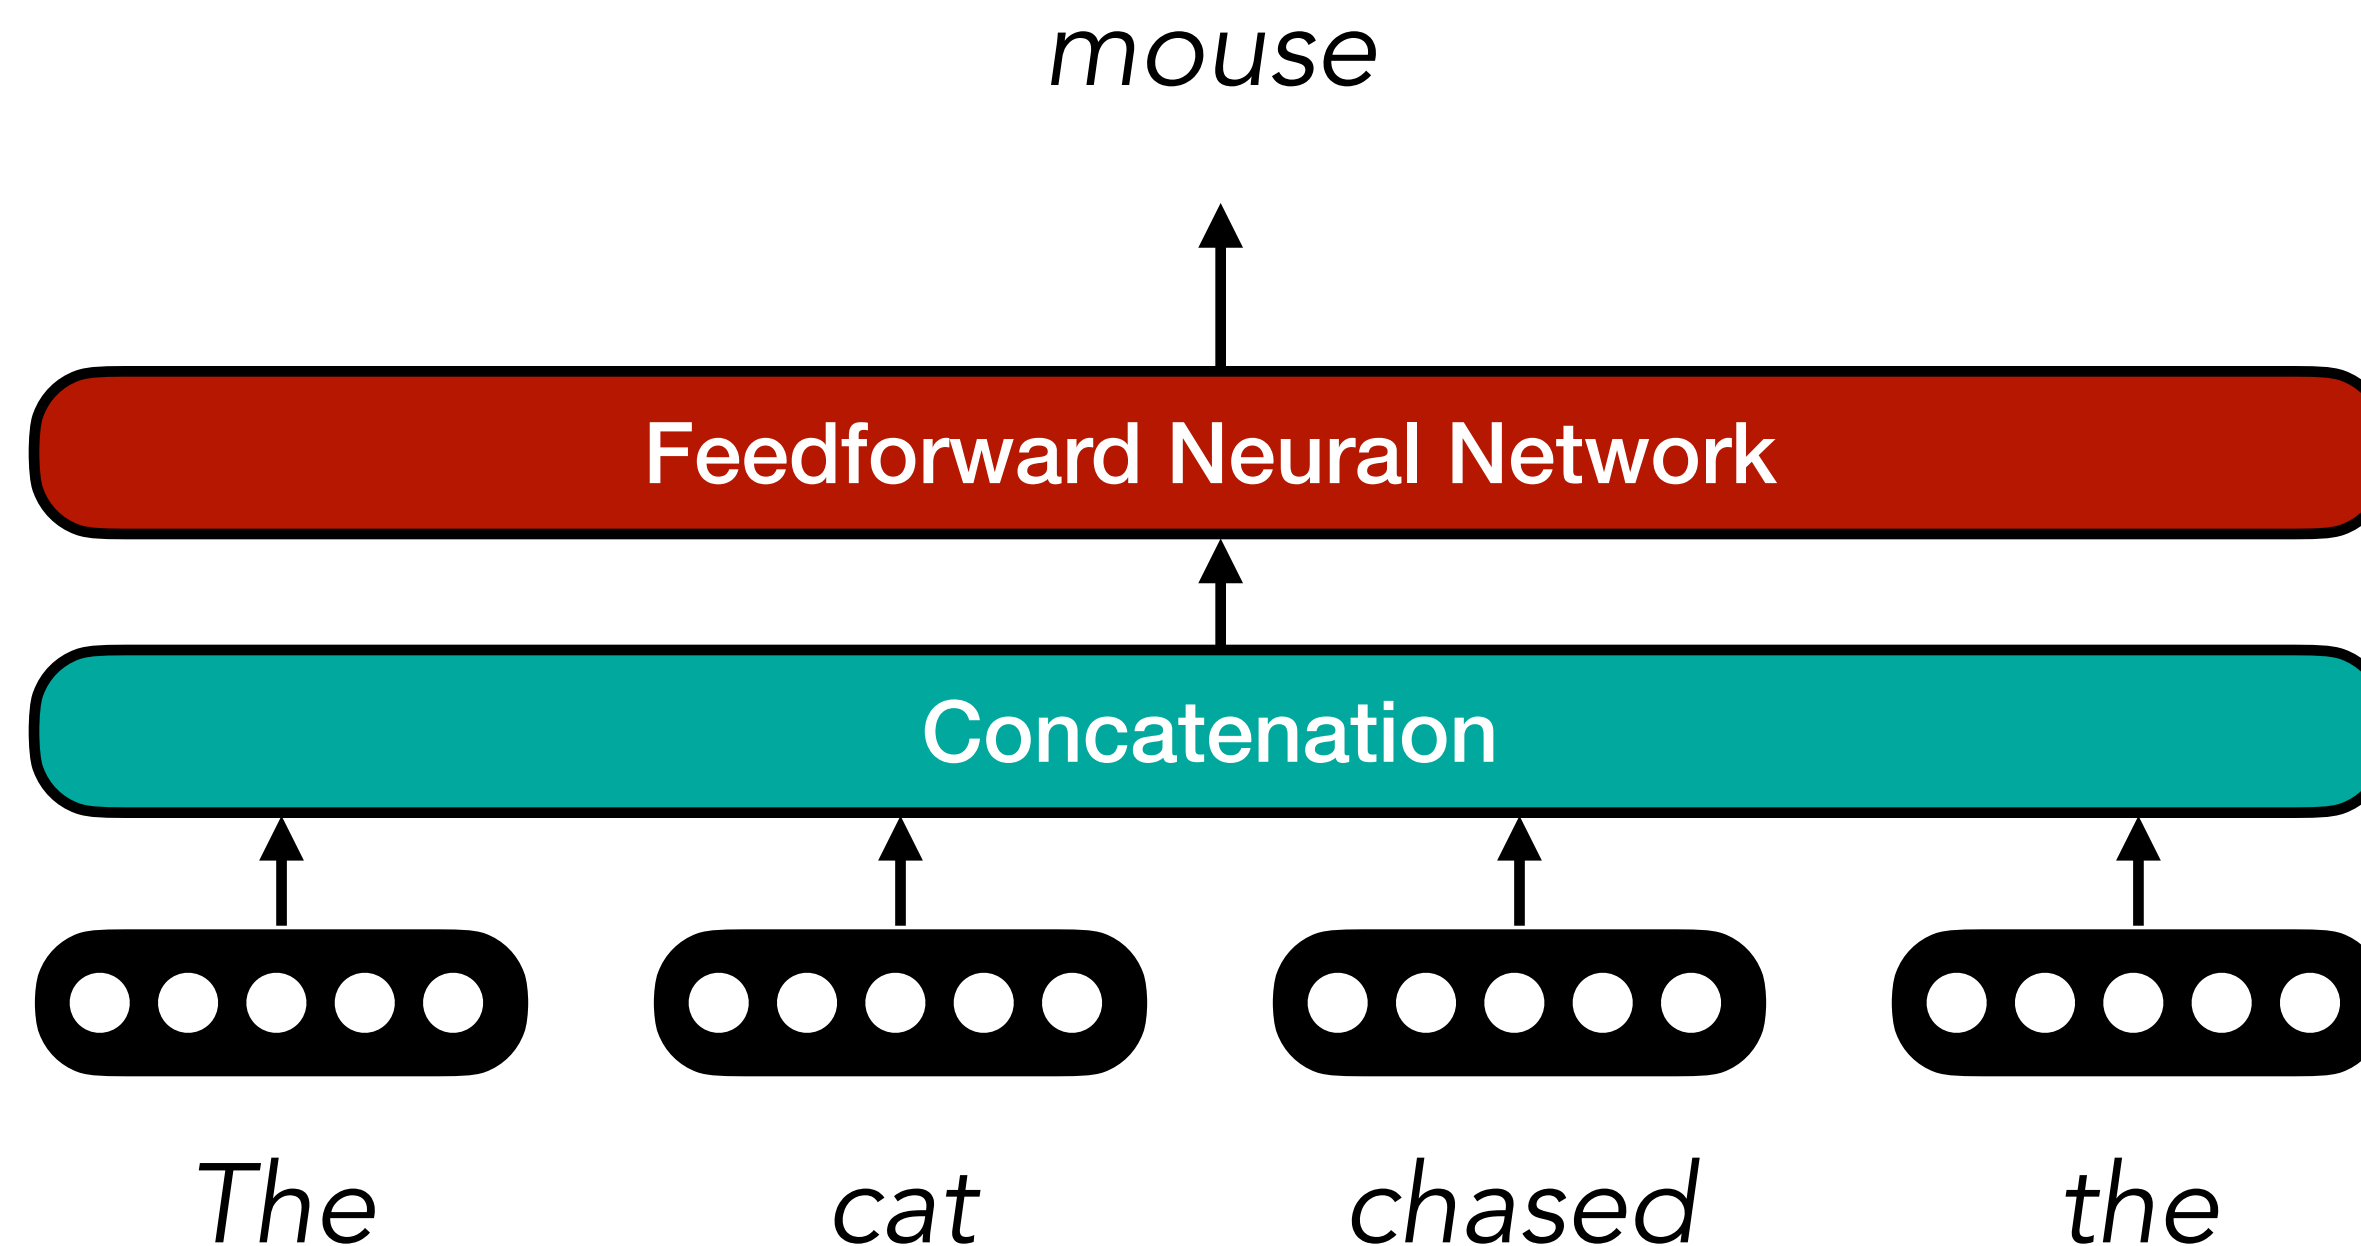 mouse
Feedforward Neural Network
Concatenation
The cat chased the